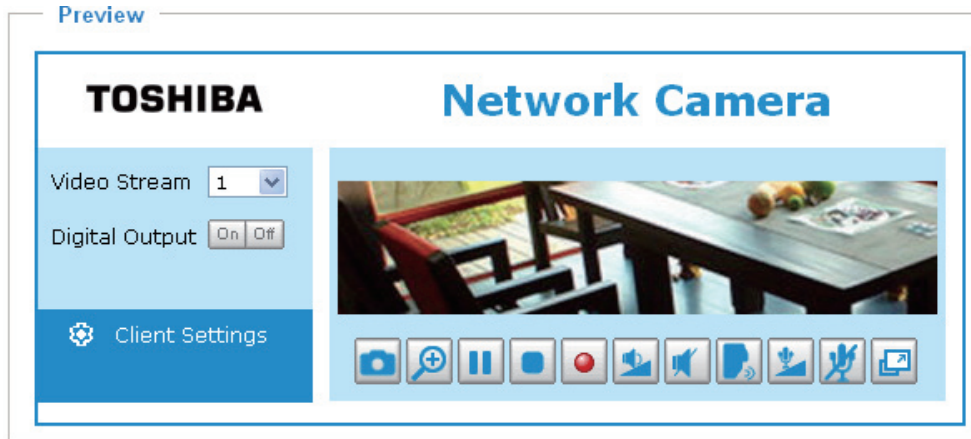 Preview
TOSHIBA
Network Camera
Video Stream 1
Digital Output On Off
Client Settings